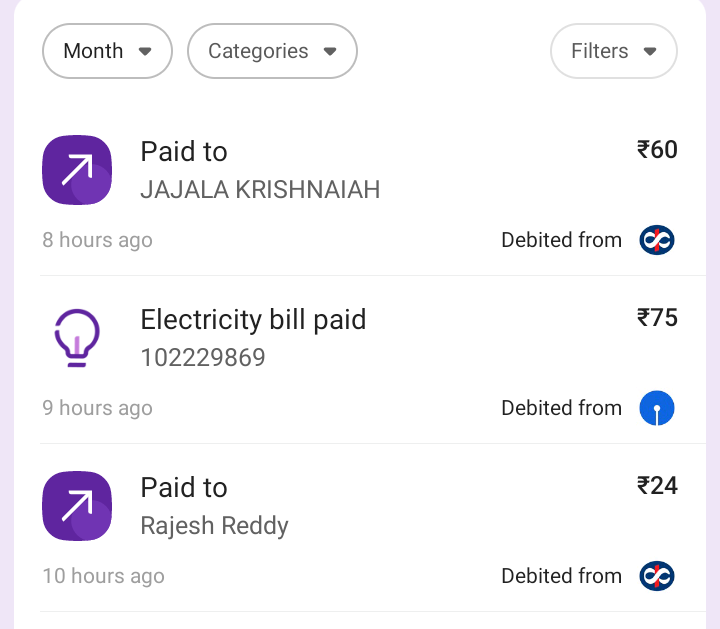 Month
Categories
Filters
Paid to
₹60
JAJALA KRISHNAIAH
8 hours ago
Debited from
Electricity bill paid
₹75
102229869
9 hours ago
Debited from
Paid to
₹24
Rajesh Reddy
10 hours ago
Debited from